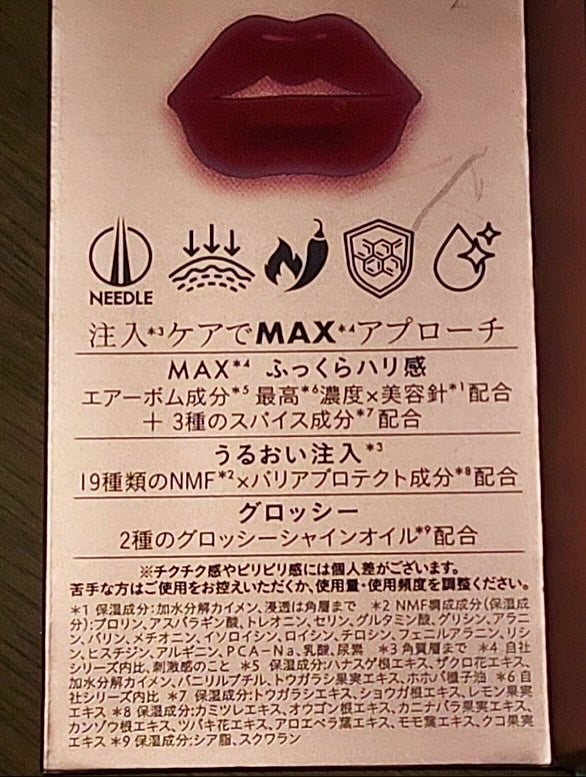 NEEDLE
注入*3ケアでMAX*4アプローチ
MAX*4 ふっくらハリ感
エアーボム成分*5 最高*6濃度×美容針*1配合
+ 3種のスパイス成分*7 配合
うるおい注入*3
19種類のNMF*2×バリアプロテクト成分*8配合
グロッシー
2種のグロッシーシャインオイル*9配合
※チクチク感やピリピリ感には個人差がございます。
苦手な方はご使用をお控えいただくか、使用量・使用頻度を調整ください。
*1 保湿成分:加水分解カイメン、浸透は角層まで *2 NMF構成成分(保湿成
分):プロリン、アスパラギン酸、トレオニン、セリン、グルタミン酸、グリシン、アラニ
ン、バリン、メチオニン、イソロイシン、ロイシン、チロシン、フェニルアラニン、リシ
ン、ヒスチジン、アルギニン、PCA-Na、乳酸、尿素 *3 角質層まで *4 自社
シリーズ内比、刺激感のこと *5 保湿成分:ハナスゲ根エキス、ザクロ花エキス、
加水分解カイメン、バニリルブチル、トウガラシ果実エキス、ホホバ種子油 *6 自
社シリーズ内比 *7 保湿成分:トウガラシエキス、ショウガ根エキス、レモン果実
エキス *8 保湿成分:カミツレエキス、オウゴン根エキス、カニナバラ果実エキス、
カンゾウ根エキス、ツバキ花エキス、アロエベラ葉エキス、モモ葉エキス、クコ果実
エキス *9 保湿成分:シア脂、スクワラン